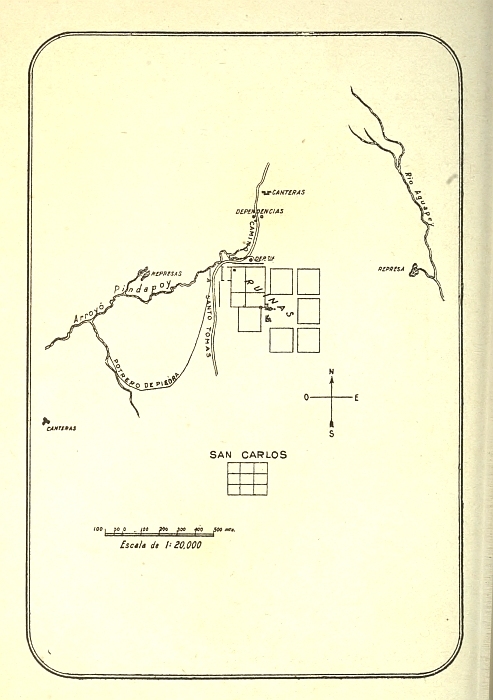 Rio Aguapey
CANTERAS
DEPENDENCIAS
CAMINO
REPRESAS
REPRESA
Arroyo Pindapoy
RUINAS
A SANTO TOMAS
POTRERO DE PIEDRA
N
O E
S
CANTERAS
SAN CARLOS
100 50 0 100 200 300 400 500 mts.
Escala de 1:20,000